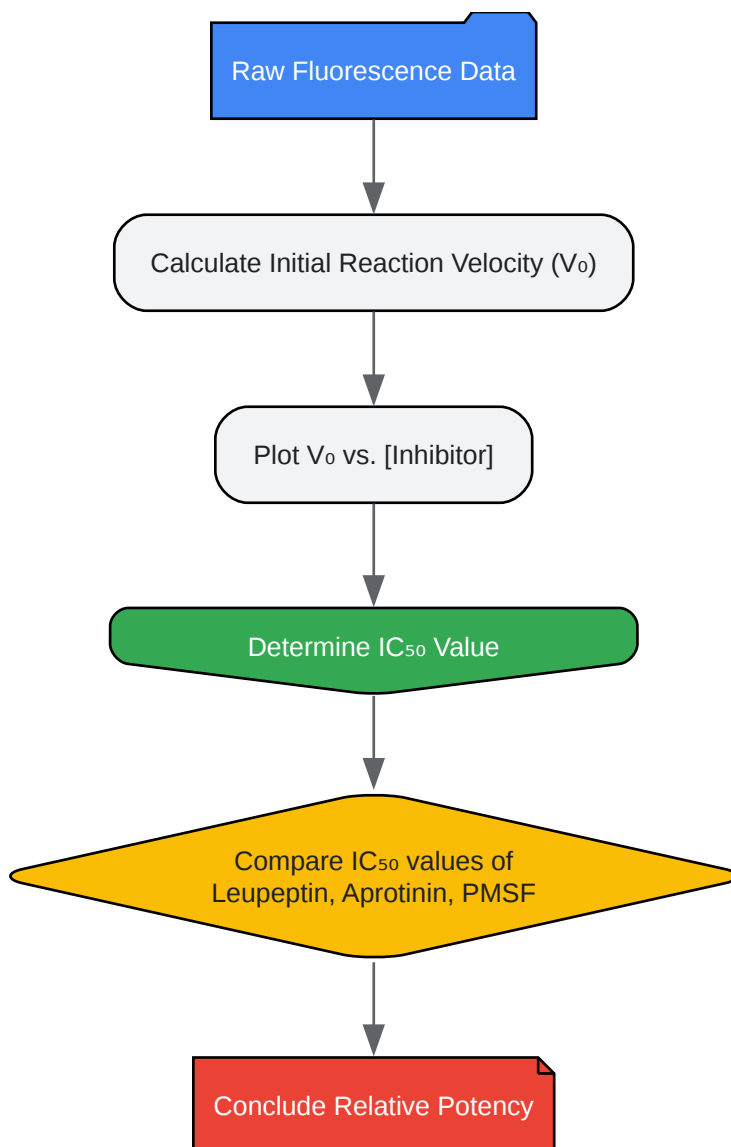 Raw Fluorescence Data
Calculate Initial Reaction Velocity (V₀)
Plot V₀ vs. [Inhibitor]
Determine IC₅₀ Value
Compare IC₅₀ values of
Leupeptin, Aprotinin, PMSF
Conclude Relative Potency